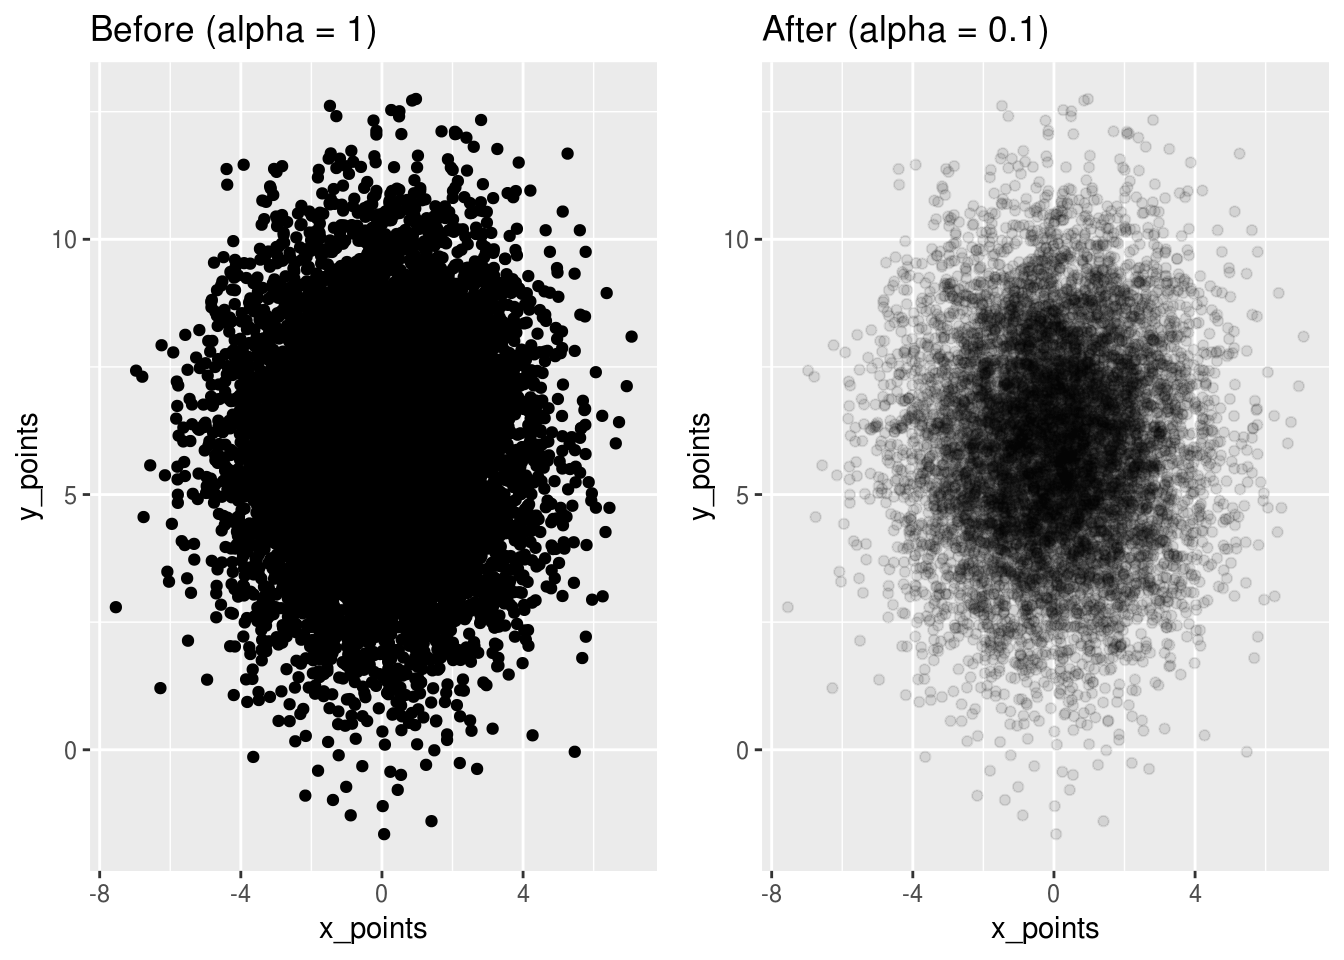 Before (alpha = 1)
y_points
10
5
0
-8 -4 0 4
x_points
After (alpha = 0.1)
y_points
10
5
0
-8 -4 0 4
x_points